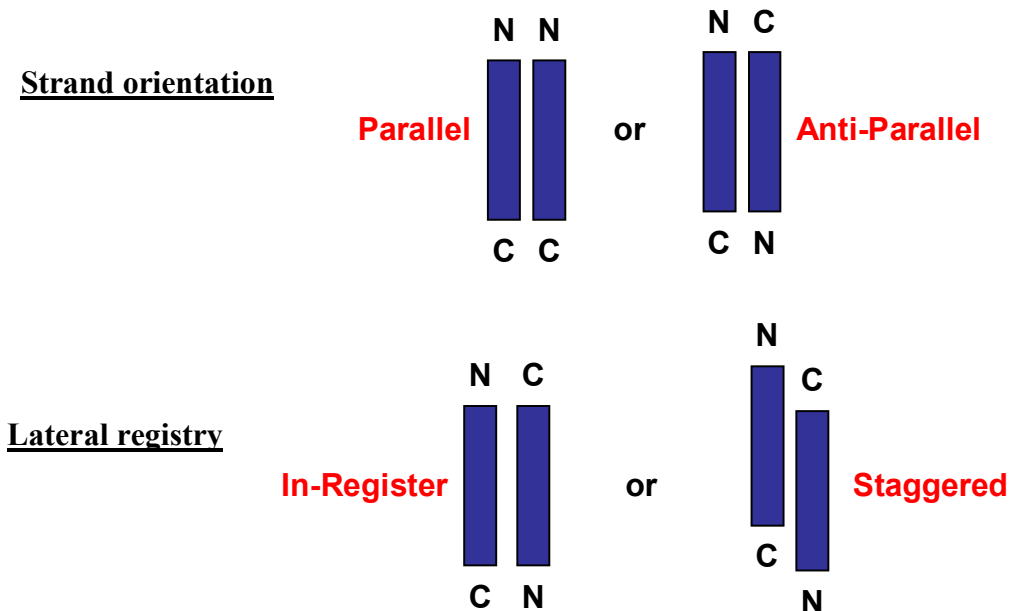 N N N C
Strand orientation
Parallel or Anti-Parallel
C C C N
N
N C C
Lateral registry
In-Register or Staggered
C
C N N